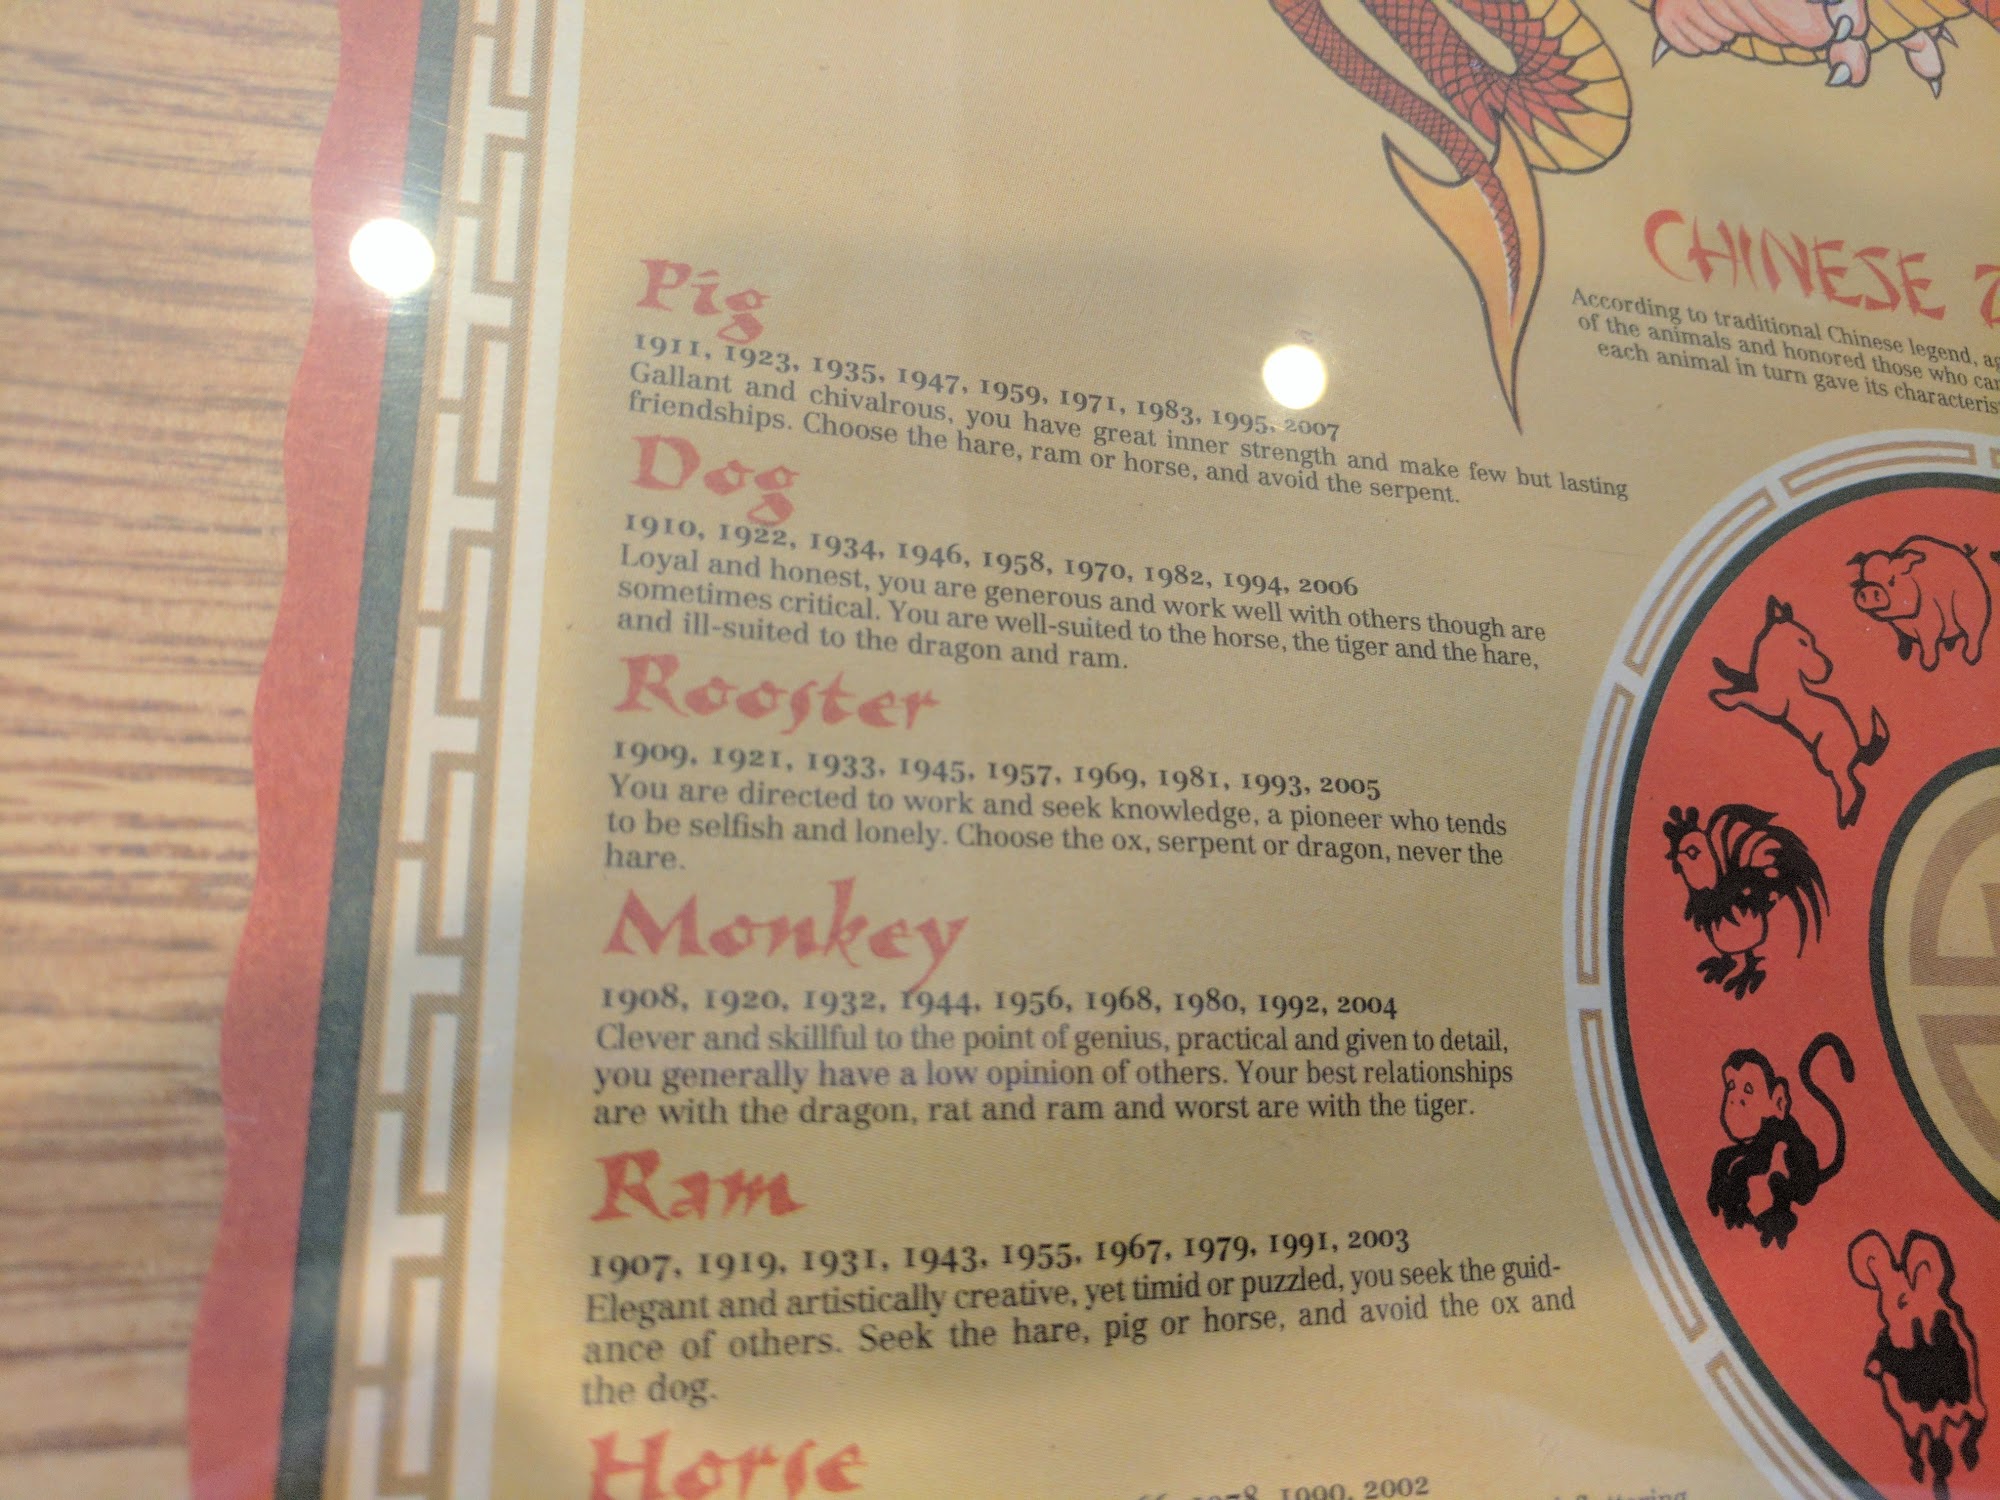 Pig
1911, 1923, 1935, 1947, 1959, 1971, 1983, 1995, 2007
Gallant and chivalrous, you have great inner strength and make few but lasting
friendships. Choose the hare, ram or horse, and avoid the serpent.
Dog
1910, 1922, 1934, 1946, 1958, 1970, 1982, 1994, 2006
Loyal and honest, you are generous and work well with others though are
sometimes critical. You are well-suited to the horse, the tiger and the hare,
and ill-suited to the dragon and ram.
Rooster
1909, 1921, 1933, 1945, 1957, 1969, 1981, 1993, 2005
You are directed to work and seek knowledge, a pioneer who tends
to be selfish and lonely. Choose the ox, serpent or dragon, never the
hare.
Monkey
1908, 1920, 1932, 1944, 1956, 1968, 1980, 1992, 2004
Clever and skillful to the point of genius, practical and given to detail,
you generally have a low opinion of others. Your best relationships
are with the dragon, rat and ram and worst are with the tiger.
Ram
1907, 1919, 1931, 1943, 1955, 1967, 1979, 1991, 2003
Elegant and artistically creative, yet timid or puzzled, you seek the guid-
ance of others. Seek the hare, pig or horse, and avoid the ox and
the dog.
Horse
1990, 2002
CHINESE
According to traditional Chinese legend,
of the animals and honored those who
each animal in turn gave its